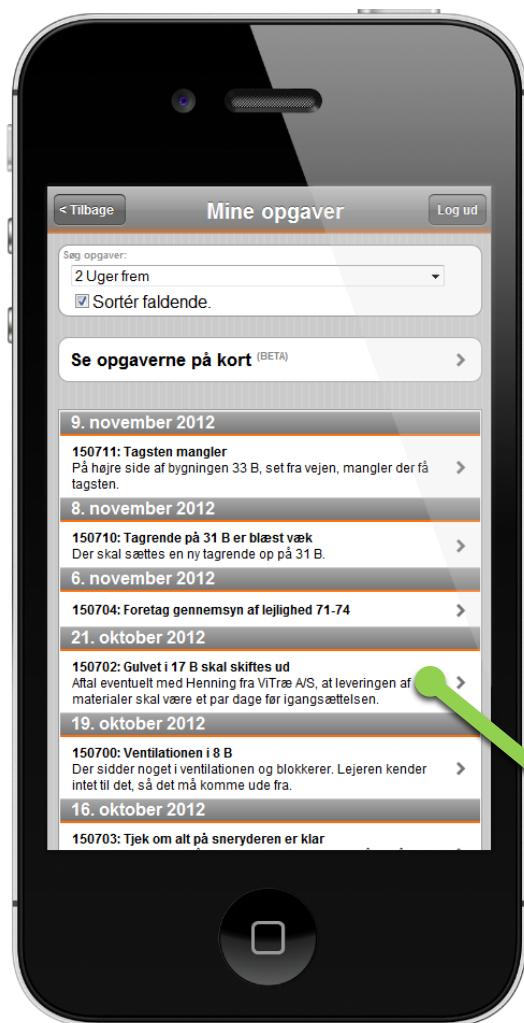 < Tilbage
Mine opgaver
Log ud
Søg opgaver:
2 Uger frem
Sortér faldende.
Se opgaverne på kort (BETA)
9. november 2012
150711: Tagsten mangler
På højre side af bygningen 33 B, set fra vejen, mangler der få
tagsten.
8. november 2012
150710: Tagrende på 31 B er blæst væk
Der skal sættes en ny tagrende op på 31 B.
6. november 2012
150704: Foretag gennemsyn af lejlighed 71-74
21. oktober 2012
150702: Gulvet i 17 B skal skiftes ud
Aftal eventuelt med Henning fra ViTræ A/S, at leveringen af
materialer skal være et par dage før igangsættelsen.
19. oktober 2012
150700: Ventilationen i 8 B
Der sidder noget i ventilationen og blokkerer. Lejeren kender
intet til det, så det må komme ude fra.
16. oktober 2012
150703: Tjek om alt på sneryderen er klar